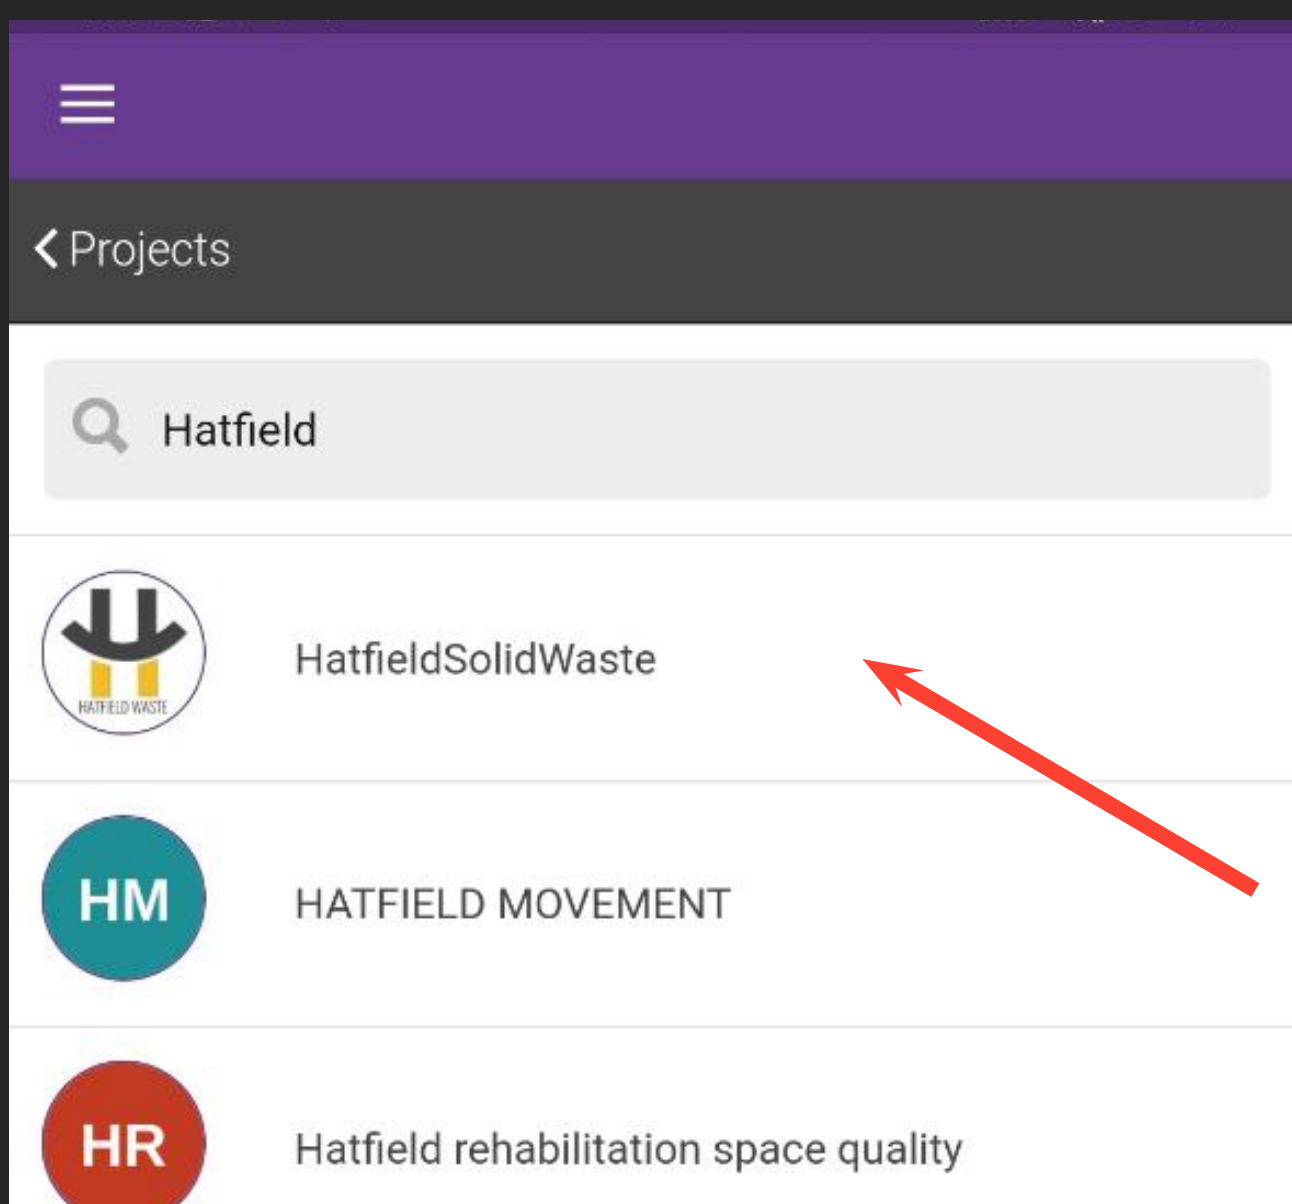 Projects
Hatfield
HATFIELD WASTE
HatfieldSolidWaste
HM
HATFIELD MOVEMENT
HR
Hatfield rehabilitation space quality